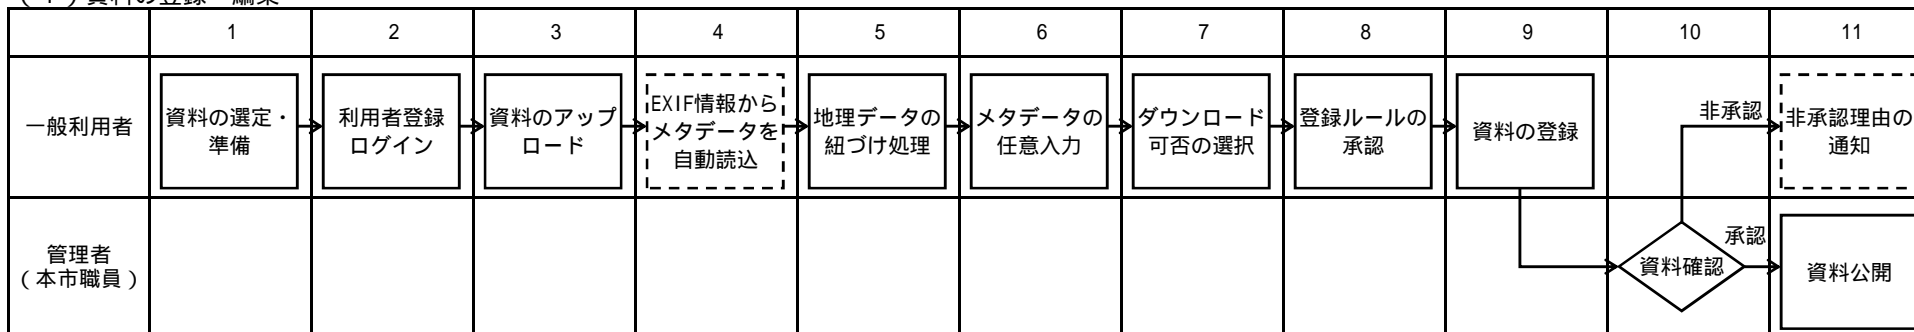 (1)資料の登録・編集
1 2 3 4 5 6 7 8 9 10 11
一般利用者
資料の選定・
準備
利用者登録
ログイン
資料のアップ
ロード
EXIF情報から
メタデータを
自動読込
地理データの
紐づけ処理
メタデータの
任意入力
ダウンロード
可否の選択
登録ルールの
承認
資料の登録
非承認
非承認理由の
通知
管理者
(本市職員)
資料確認
承認
資料公開